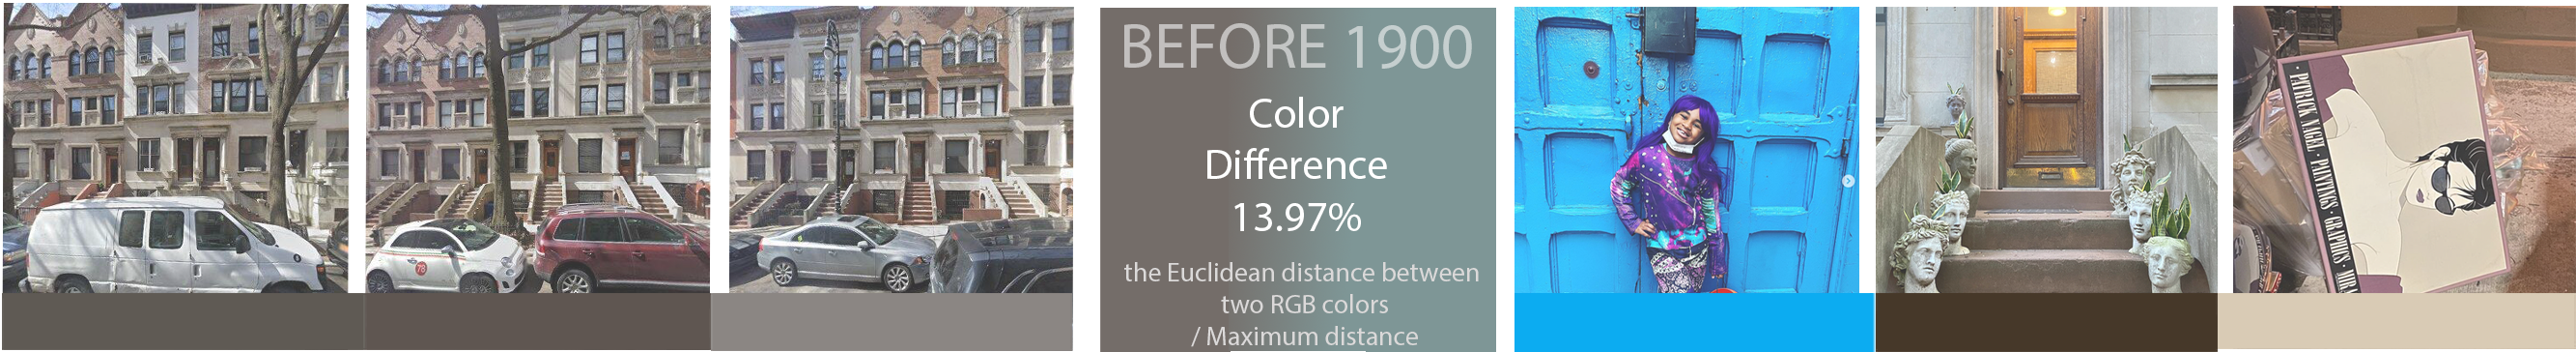 BEFORE 1900
Color
Difference
13.97%
the Euclidean distance between
two RGB colors
/ Maximum distance
78
PATRICK NAGEL · PAINTINGS · GRAPHICS ·